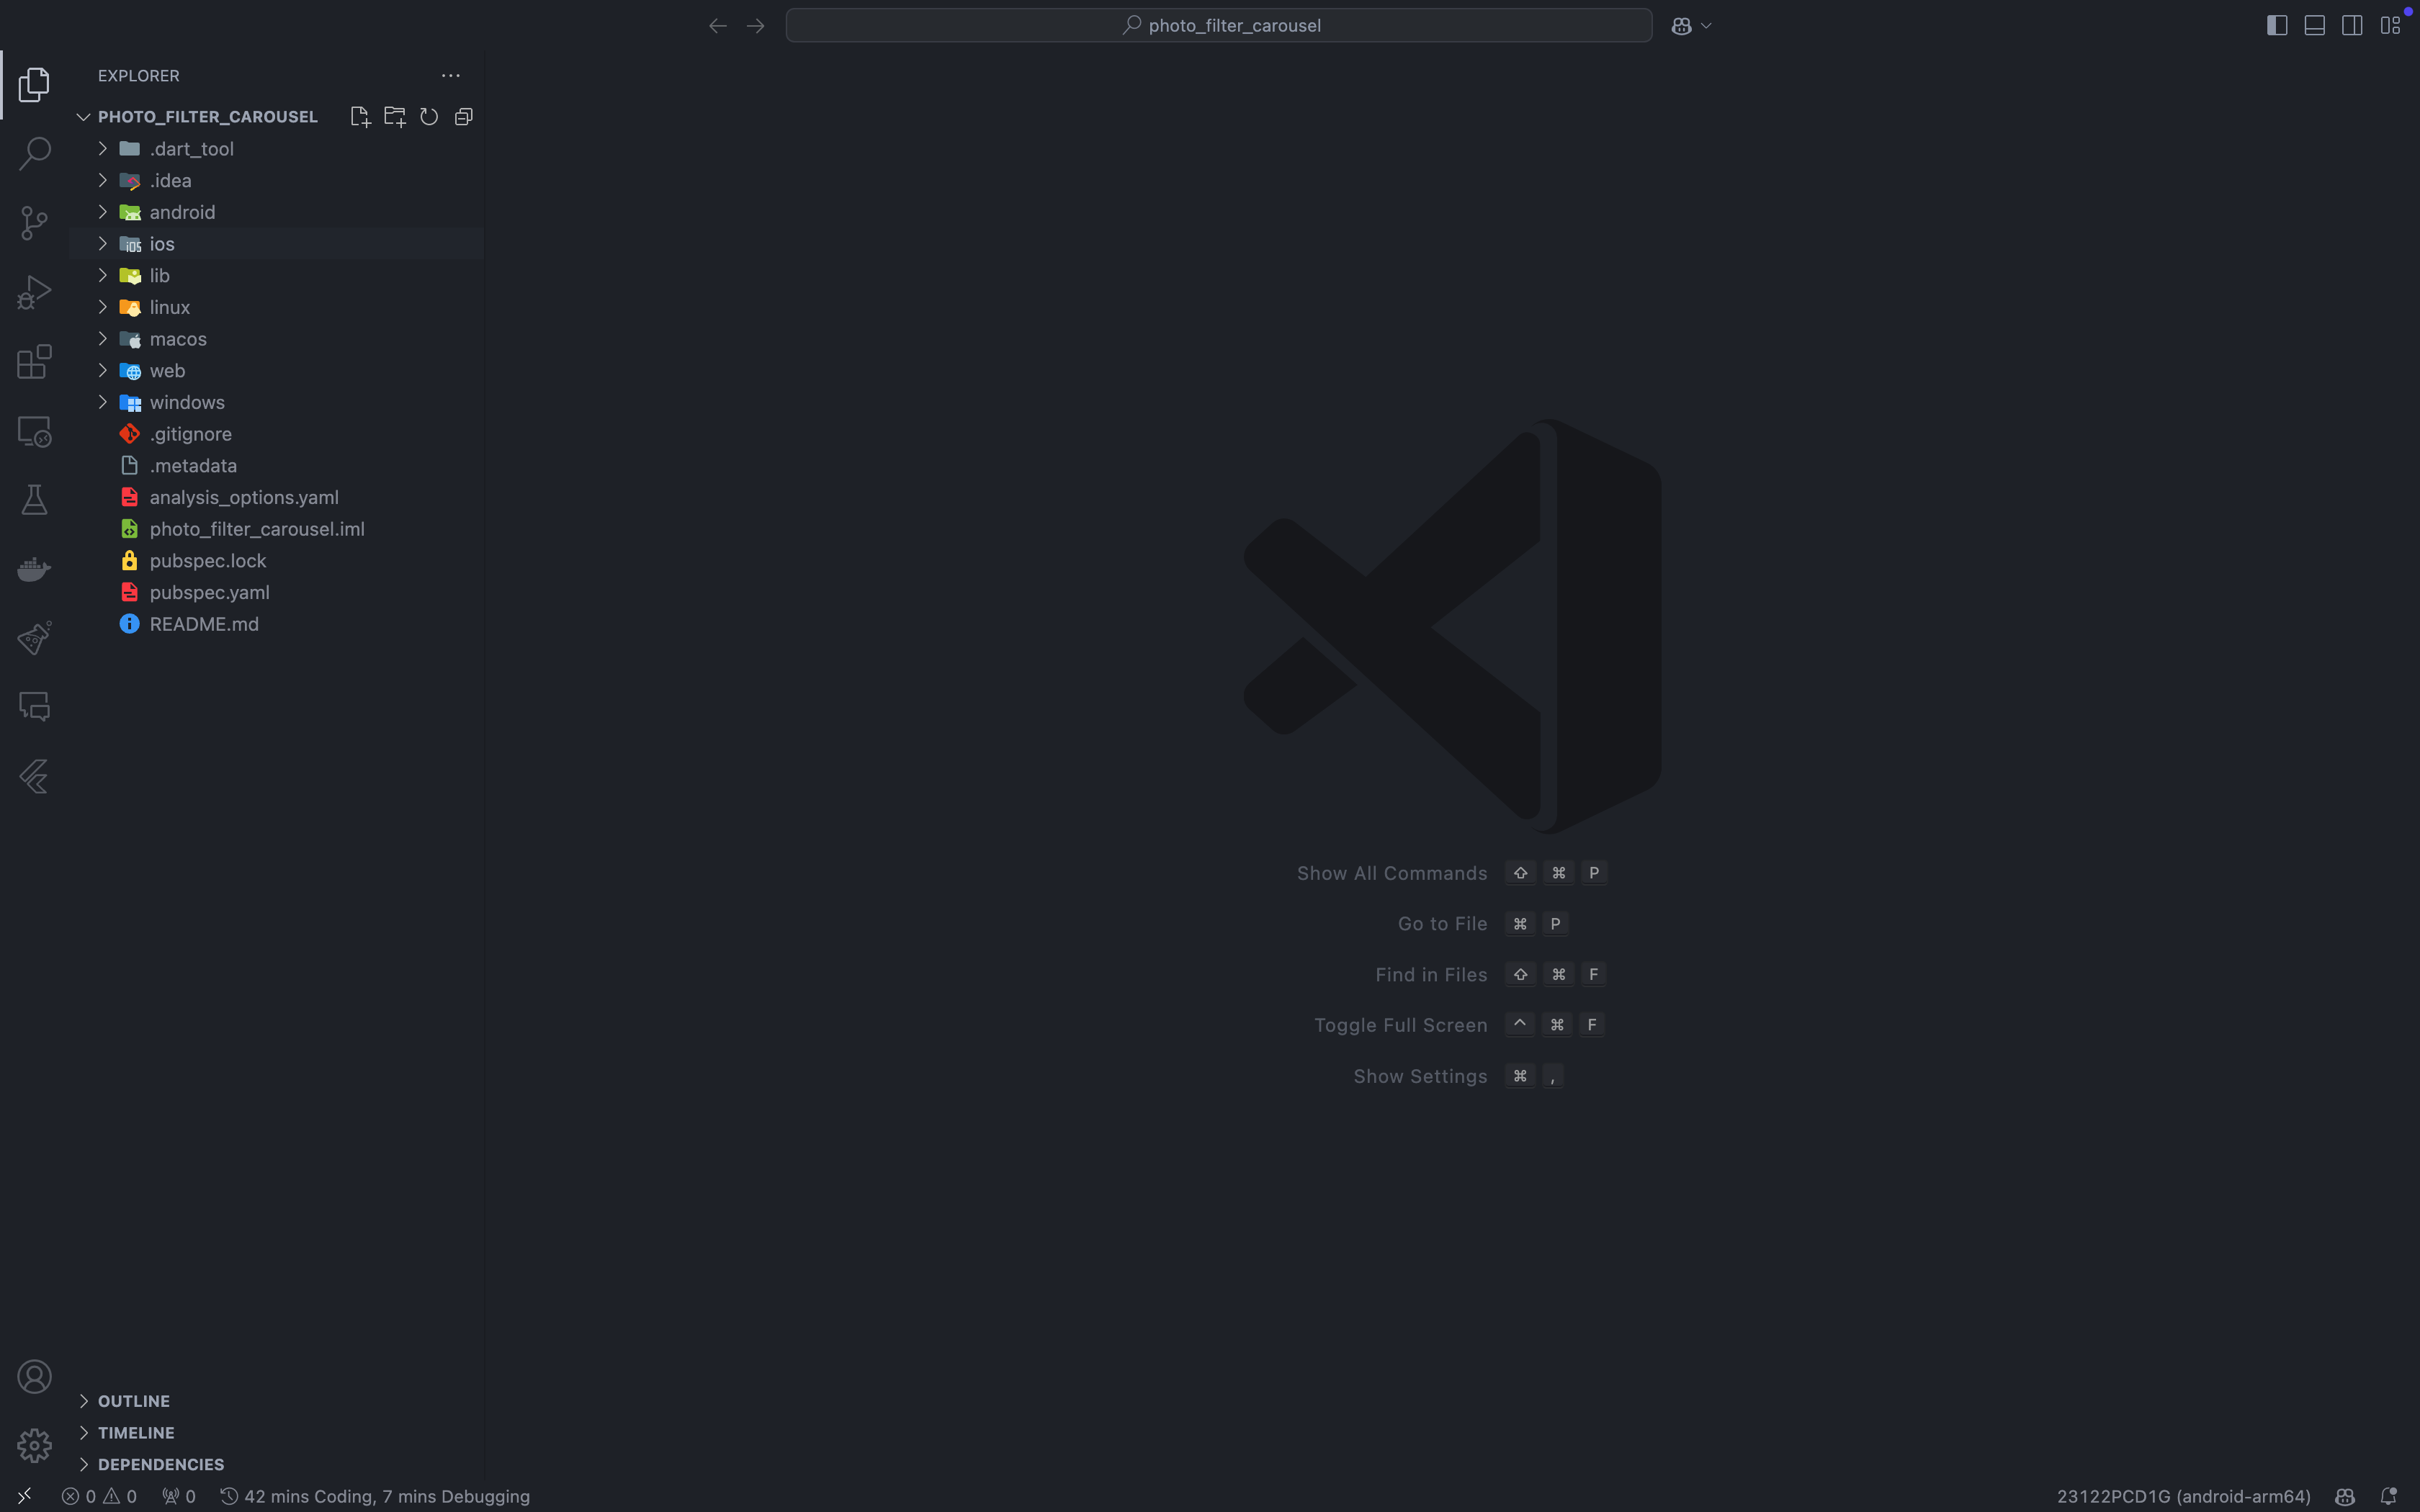 photo_filter_carousel
EXPLORER
PHOTO_FILTER_CAROUSEL
.dart_tool
.idea
android
ios
lib
linux
macos
web
windows
.gitignore
.metadata
analysis_options.yaml
photo_filter_carousel.iml
pubspec.lock
pubspec.yaml
README.md
Show All Commands ⇧ ⌘ P
Go to File ⌘ P
Find in Files ⇧ ⌘ F
Toggle Full Screen ^ ⌘ F
Show Settings ⌘ ,
OUTLINE
TIMELINE
DEPENDENCIES
0 0 0 42 mins Coding, 7 mins Debugging 23122PCD1G (android-arm64)